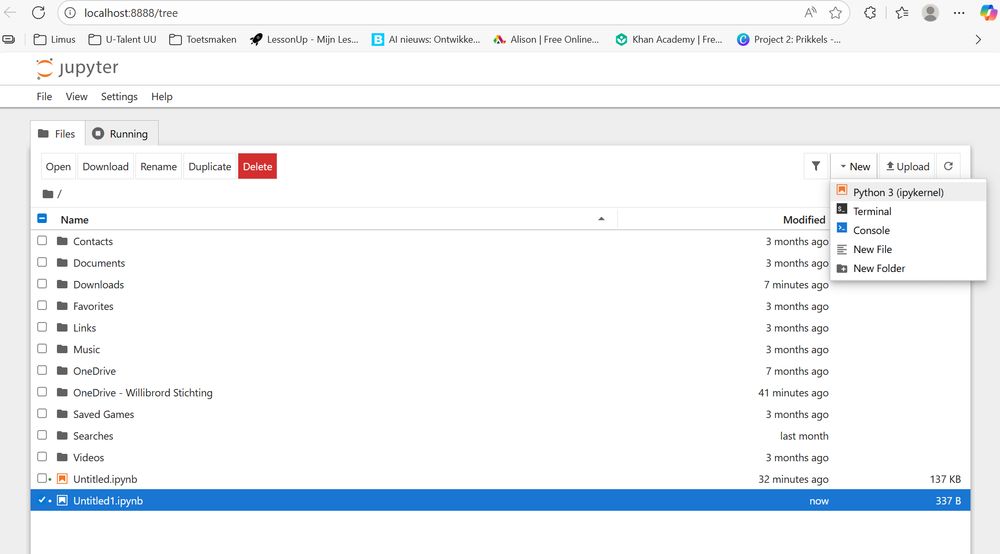 localhost:8888/tree
Limus U-Talent UU Toetsmaken LessonUp - Mijn Les... AI nieuws: Ontwikke... Alison | Free Online... Khan Academy | Fre... Project 2: Prikkels -...
jupyter
File View Settings Help
Files Running
Open Download Rename Duplicate Delete New Upload
/
Python 3 (ipykernel)
Terminal
Console
New File
New Folder
Name Modified
Contacts 3 months ago
Documents 3 months ago
Downloads 7 minutes ago
Favorites 3 months ago
Links 3 months ago
Music 3 months ago
OneDrive 7 months ago
OneDrive - Willibrord Stichting 41 minutes ago
Saved Games 3 months ago
Searches last month
Videos 3 months ago
Untitled.ipynb 32 minutes ago 137 KB
Untitled1.ipynb now 337 B